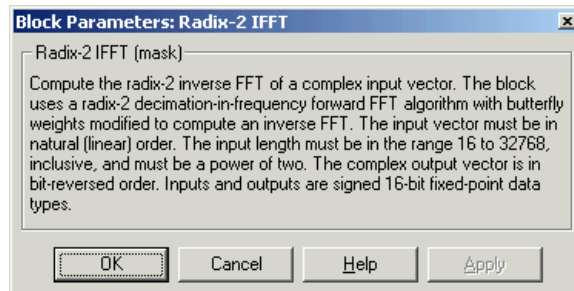 Block Parameters: Radix-2 IFFT
Radix-2 IFFT (mask)
Compute the radix-2 inverse FFT of a complex input vector. The block
uses a radix-2 decimation-in-frequency forward FFT algorithm with butterfly
weights modified to compute an inverse FFT. The input vector must be in
natural (linear) order. The input length must be in the range 16 to 32768,
inclusive, and must be a power of two. The complex output vector is in
bit-reversed order. Inputs and outputs are signed 16-bit fixed-point data
types.
OK Cancel Help Apply